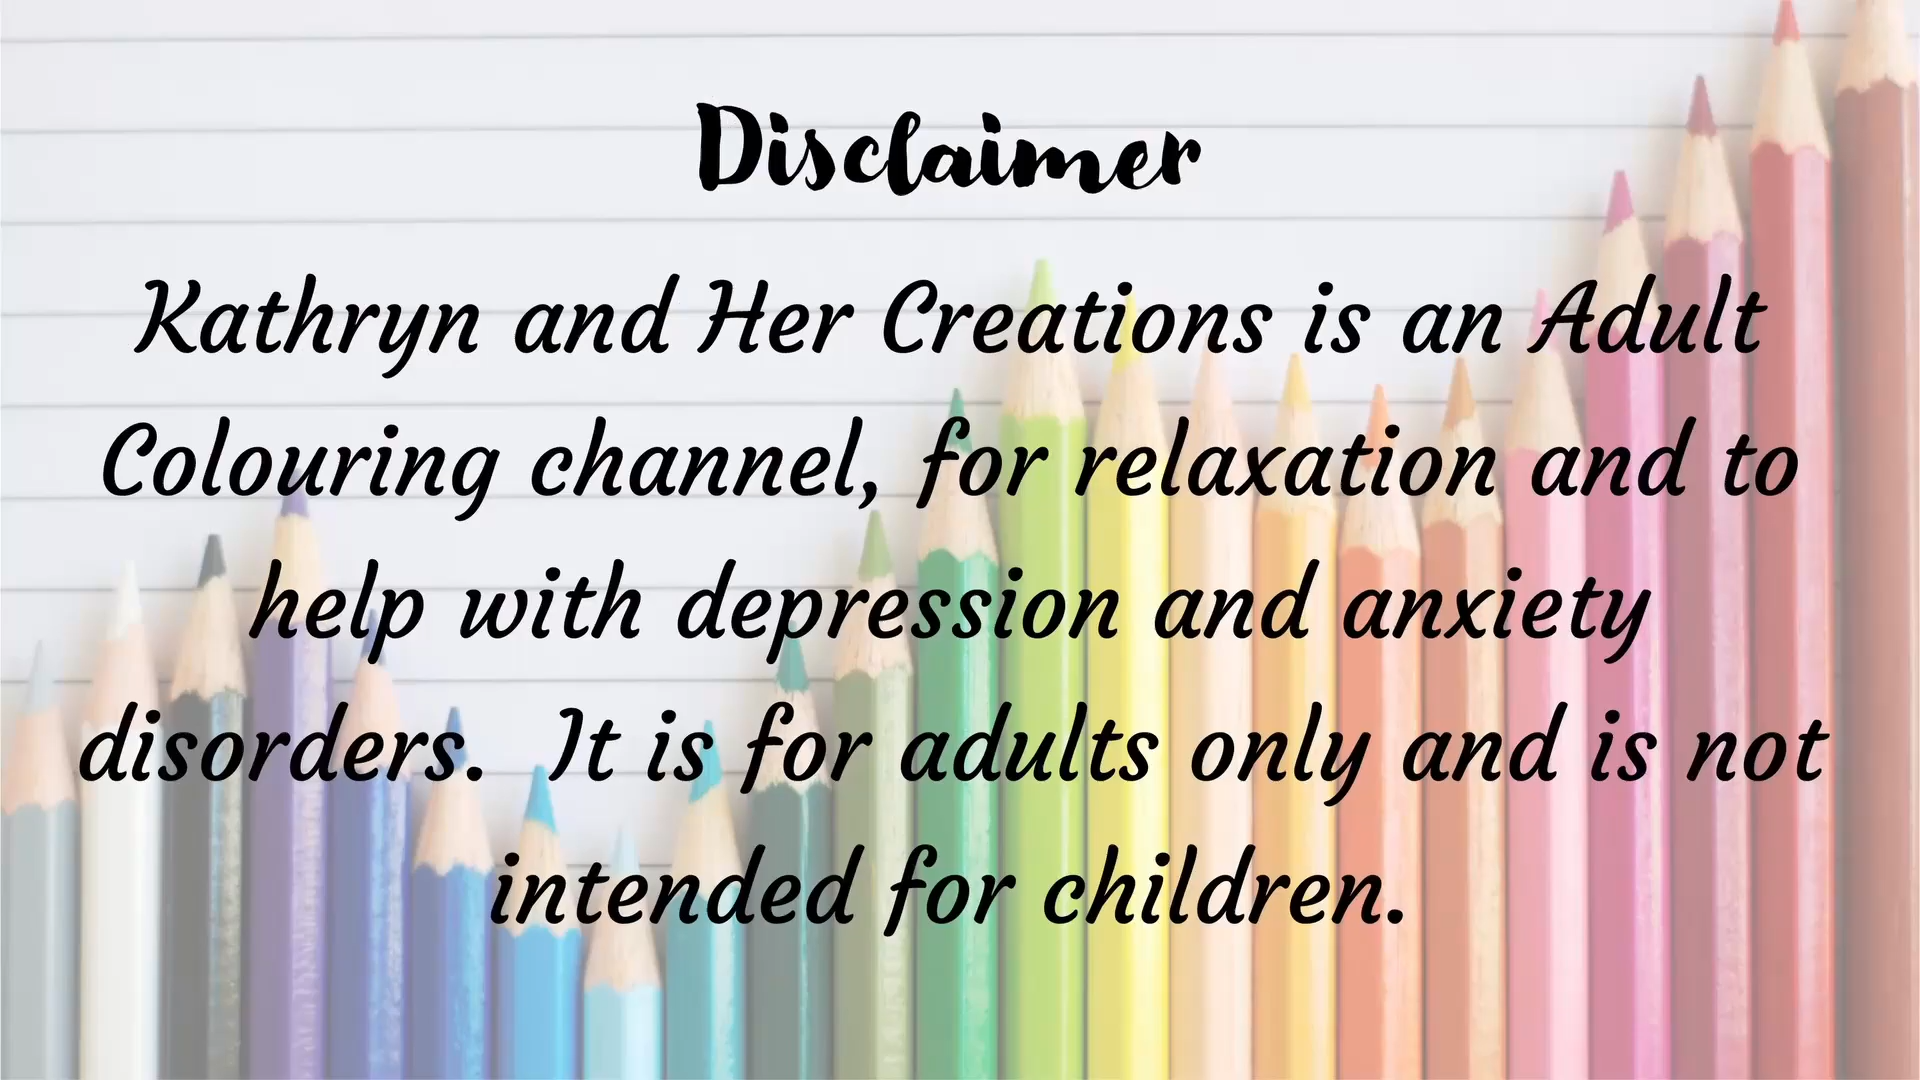 Disclaimer
Kathryn and Her Creations is an Adult
Colouring channel, for relaxation and to
help with depression and anxiety
disorders.  It is for adults only and is not
intended for children.